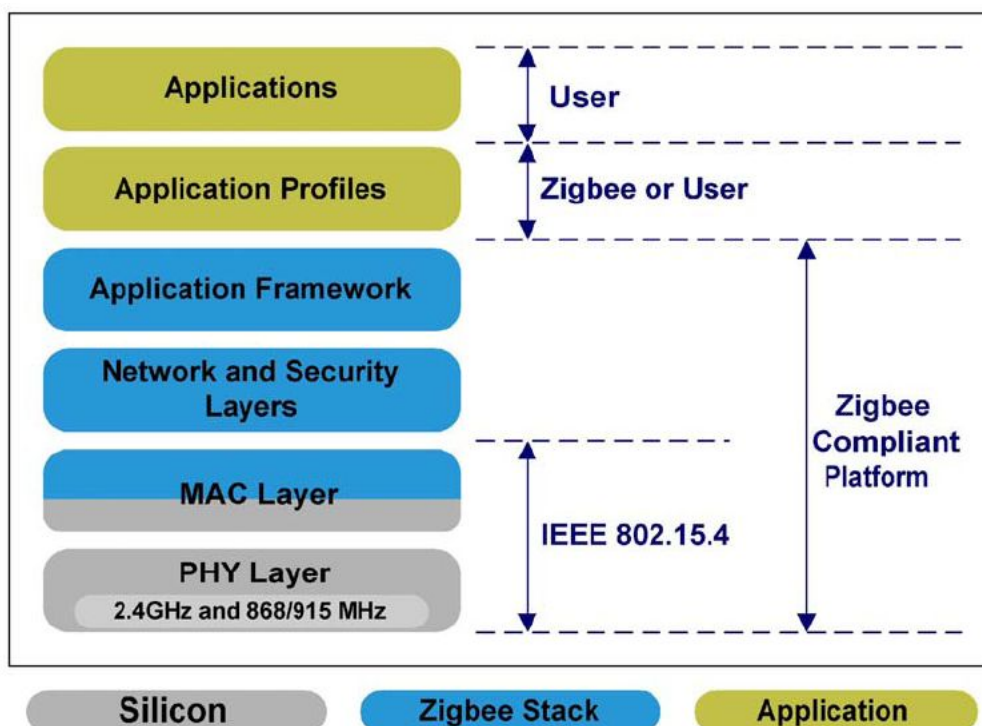 Applications
User
Application Profiles
Zigbee or User
Application Framework
Network and Security
Layers
Zigbee
Compliant
Platform
MAC Layer
IEEE 802.15.4
PHY Layer
2.4GHz and 868/915 MHz
Silicon
Zigbee Stack
Application